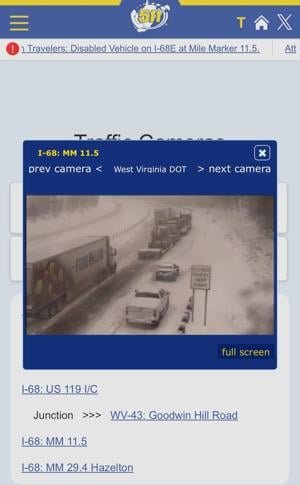 511
T
n Travelers: Disabled Vehicle on I-68E at Mile Marker 11.5.
Att
Traffic Cameras
I-68: MM 11.5
prev camera <
West Virginia DOT
> next camera
full screen
I-68: US 119 I/C
Junction >>> WV-43: Goodwin Hill Road
I-68: MM 11.5
I-68: MM 29.4 Hazelton